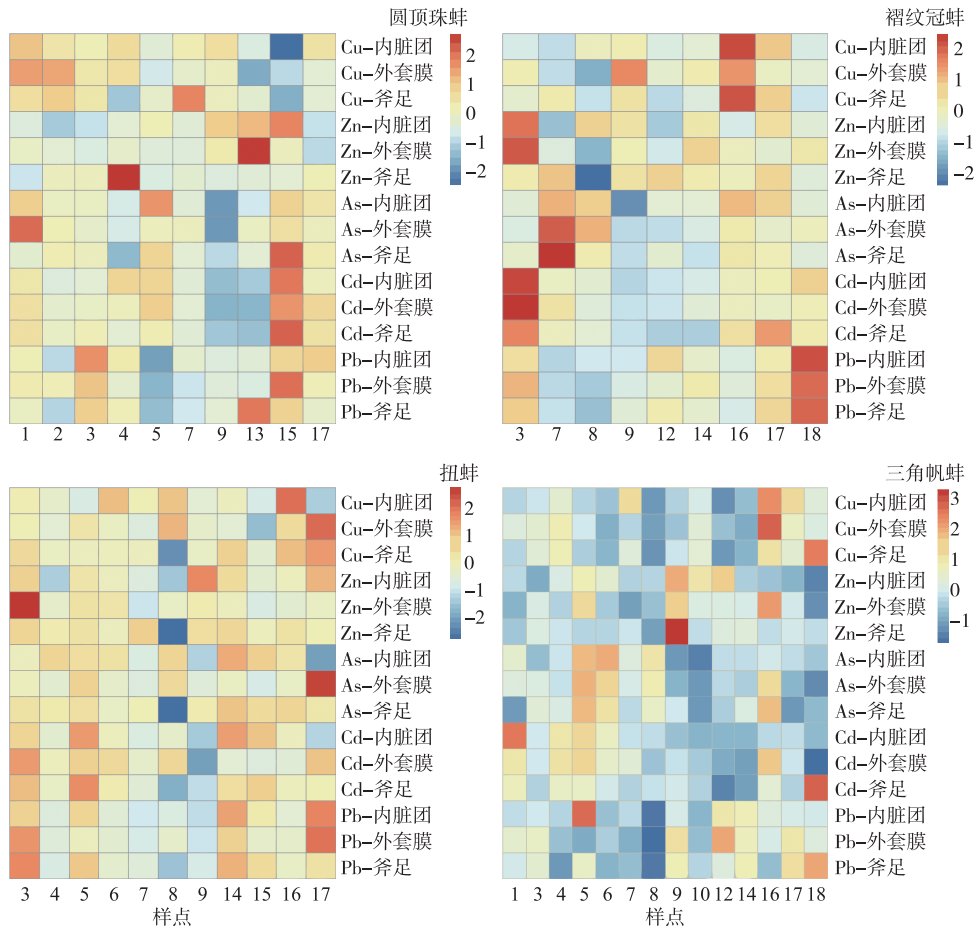 圆顶珠蚌
Cu-内脏团
Cu-外套膜
Cu-斧足
Zn-内脏团
Zn-外套膜
Zn-斧足
As-内脏团
As-外套膜
As-斧足
Cd-内脏团
Cd-外套膜
Cd-斧足
Pb-内脏团
Pb-外套膜
Pb-斧足
2
1
0
-1
-2
1 2 3 4 5 7 9 13 15 17
褶纹冠蚌
Cu-内脏团
Cu-外套膜
Cu-斧足
Zn-内脏团
Zn-外套膜
Zn-斧足
As-内脏团
As-外套膜
As-斧足
Cd-内脏团
Cd-外套膜
Cd-斧足
Pb-内脏团
Pb-外套膜
Pb-斧足
2
1
0
-1
-2
3 7 8 9 12 14 16 17 18
扭蚌
Cu-内脏团
Cu-外套膜
Cu-斧足
Zn-内脏团
Zn-外套膜
Zn-斧足
As-内脏团
As-外套膜
As-斧足
Cd-内脏团
Cd-外套膜
Cd-斧足
Pb-内脏团
Pb-外套膜
Pb-斧足
2
1
0
-1
-2
3 4 5 6 7 8 9 14 15 16 17
样点
三角帆蚌
Cu-内脏团
Cu-外套膜
Cu-斧足
Zn-内脏团
Zn-外套膜
Zn-斧足
As-内脏团
As-外套膜
As-斧足
Cd-内脏团
Cd-外套膜
Cd-斧足
Pb-内脏团
Pb-外套膜
Pb-斧足
3
2
1
0
-1
1 3 4 5 6 7 8 9 10 12 14 16 17 18
样点